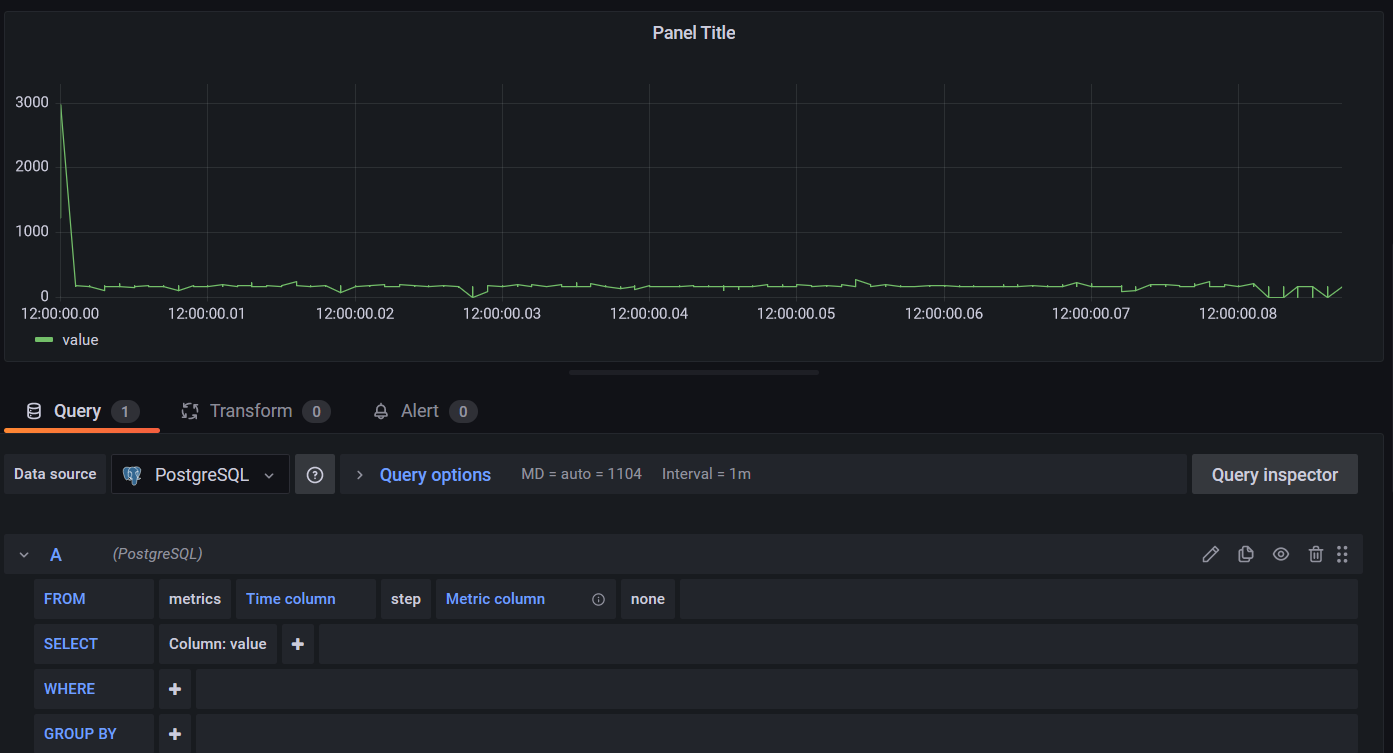 Panel Title
3000
2000
1000
0
12:00:00.00 12:00:00.01 12:00:00.02 12:00:00.03 12:00:00.04 12:00:00.05 12:00:00.06 12:00:00.07 12:00:00.08
value
Query 1 Transform 0 Alert 0
Data source PostgreSQL ? > Query options MD = auto = 1104 Interval = 1m Query inspector
A (PostgreSQL)
FROM metrics Time column step Metric column none
SELECT Column: value +
WHERE +
GROUP BY +